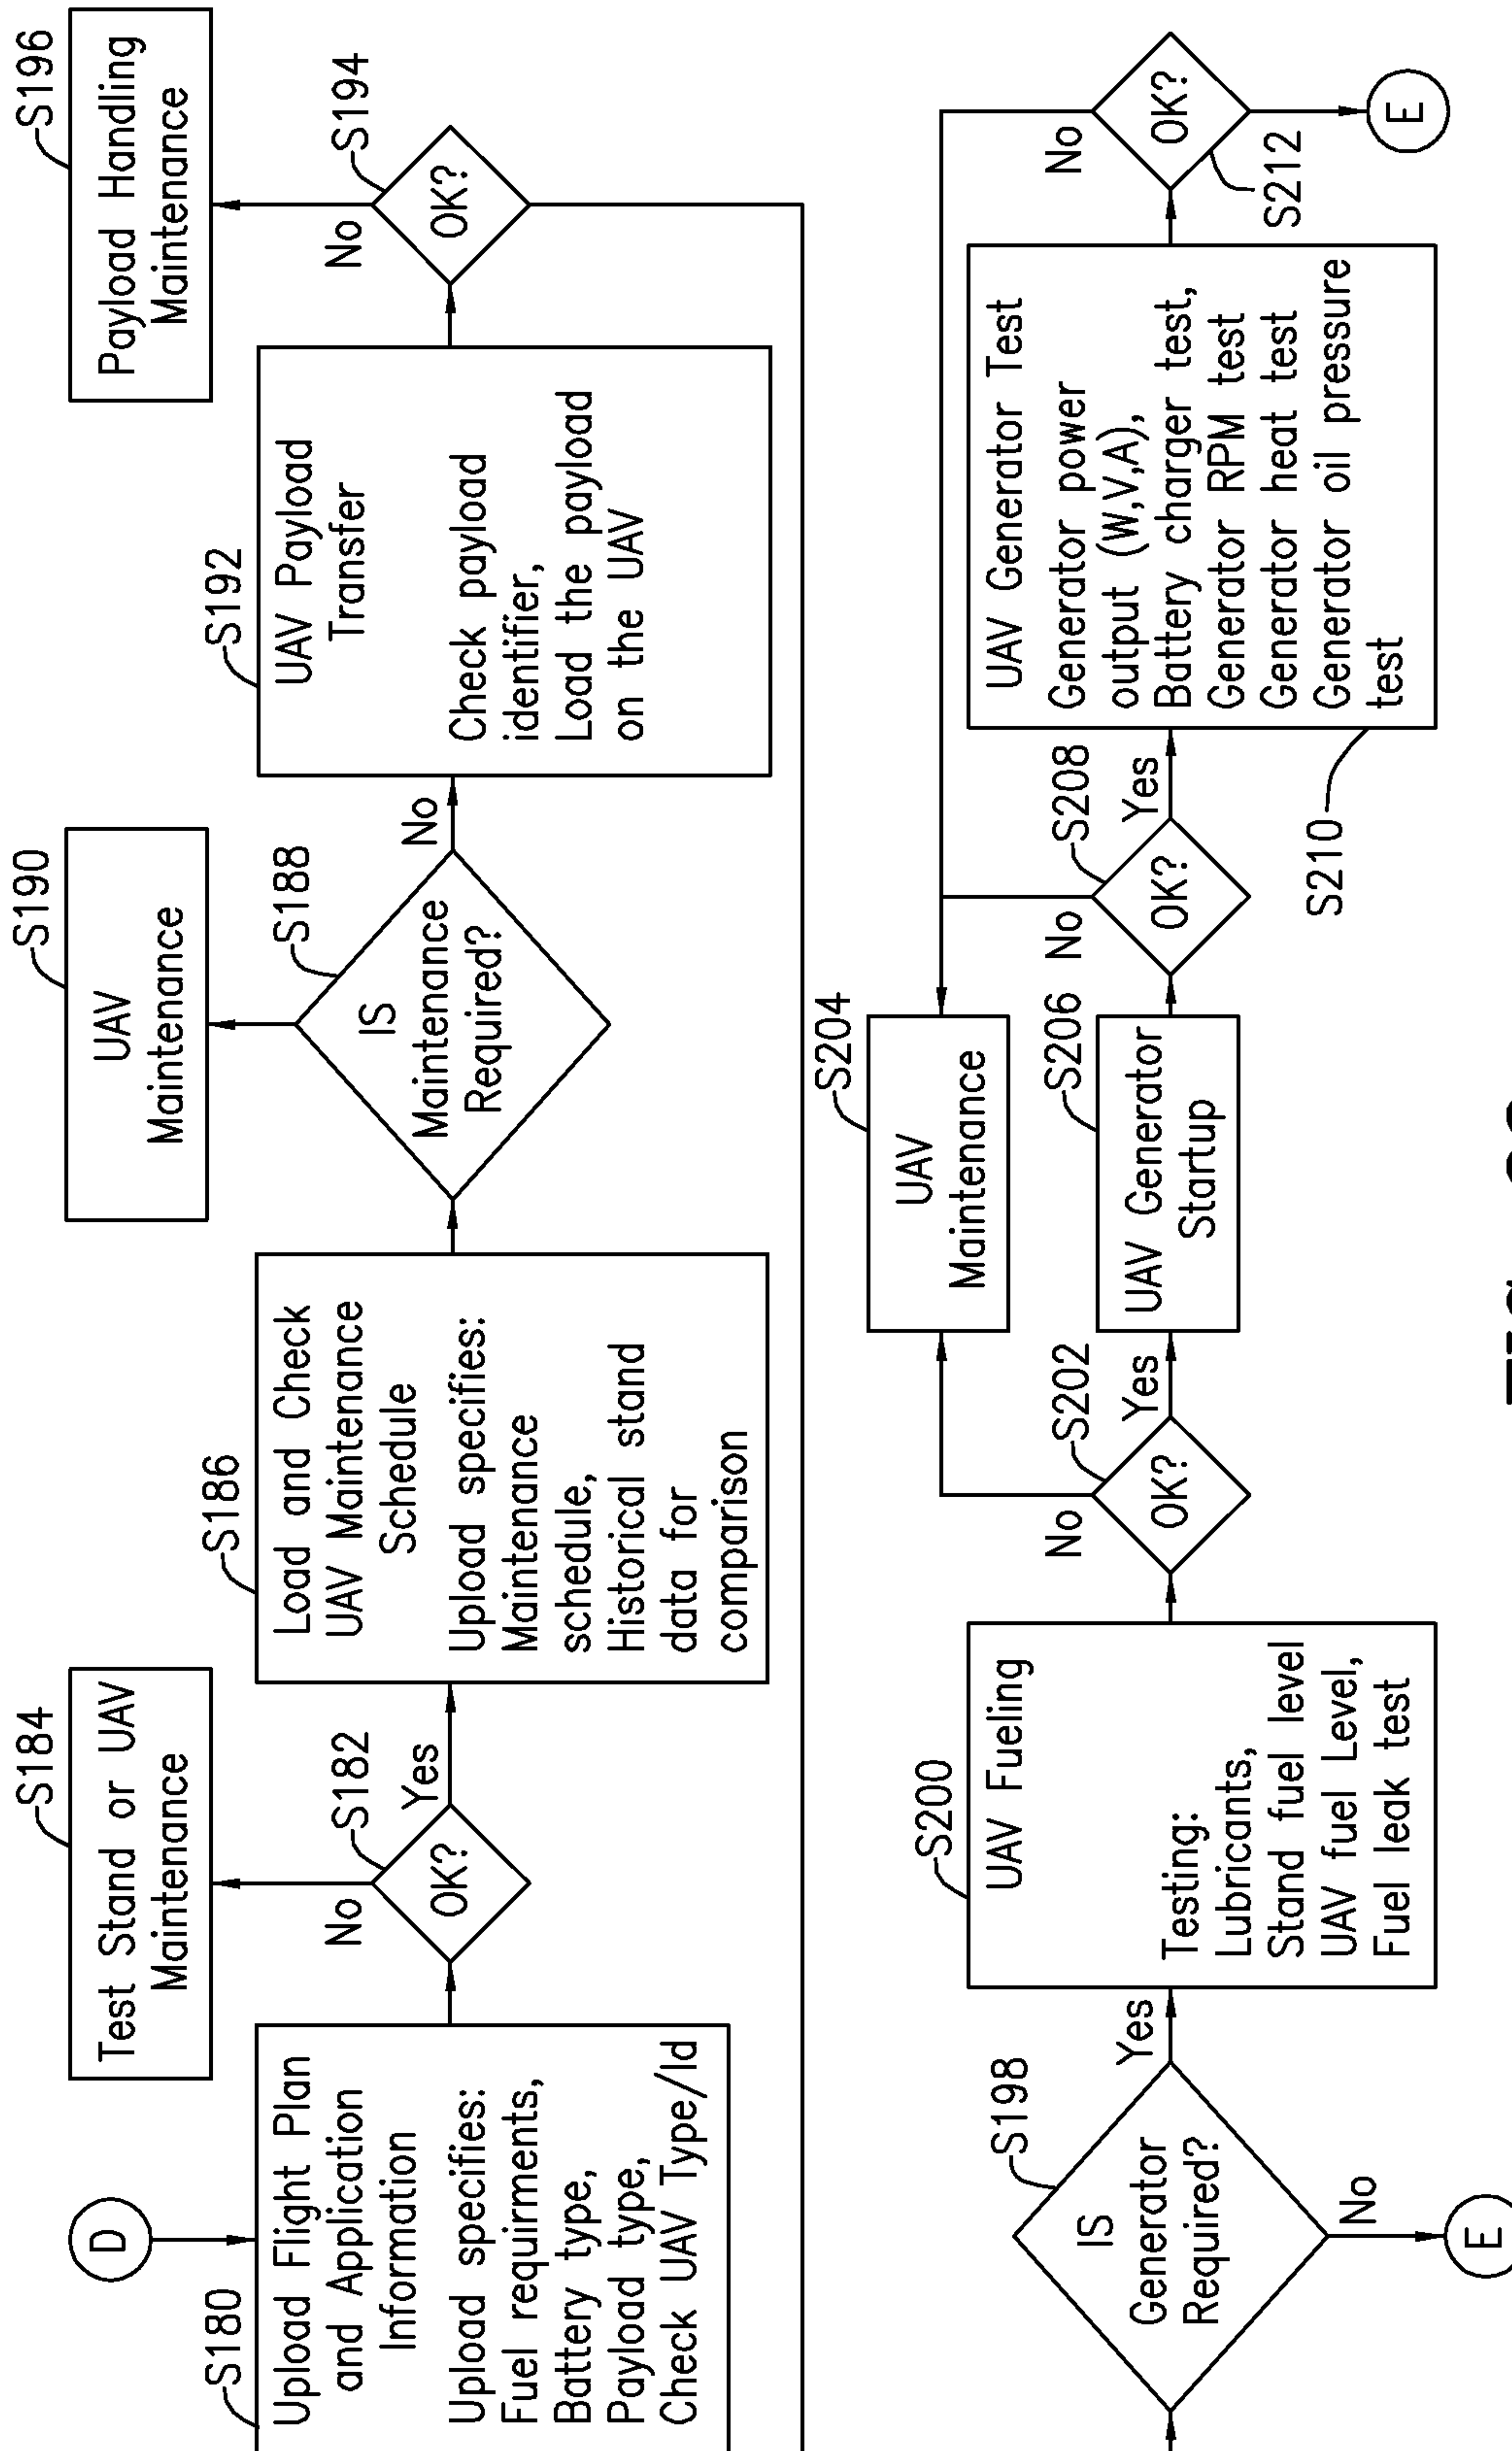 D
S180
Upload Flight Plan
and Application
Information
Upload specifies:
Fuel requirments,
Battery type,
Payload type,
Check UAV Type/Id
S182
OK?
No
Yes
S184
Test Stand or UAV
Maintenance
S186
Load and Check
UAV Maintenance
Schedule
Upload specifies:
Maintenance
schedule,
Historical stand
data for
comparison
S188
IS
Maintenance
Required?
No
S190
UAV
Maintenance
S192
UAV Payload
Transfer
Check payload
identifier,
Load the payload
on the UAV
S194
OK?
No
S196
Payload Handling
Maintenance
S198
IS
Generator
Required?
Yes
No
E
S200
UAV Fueling
Testing:
Lubricants,
Stand fuel level
UAV fuel Level,
Fuel leak test
S202
OK?
No
Yes
S204
UAV
Maintenance
S206
UAV Generator
Startup
S208
OK?
No
Yes
S210
UAV Generator Test
Generator power
output (W,V,A),
Battery charger test,
Generator RPM test
Generator heat test
Generator oil pressure
test
S212
OK?
No
E